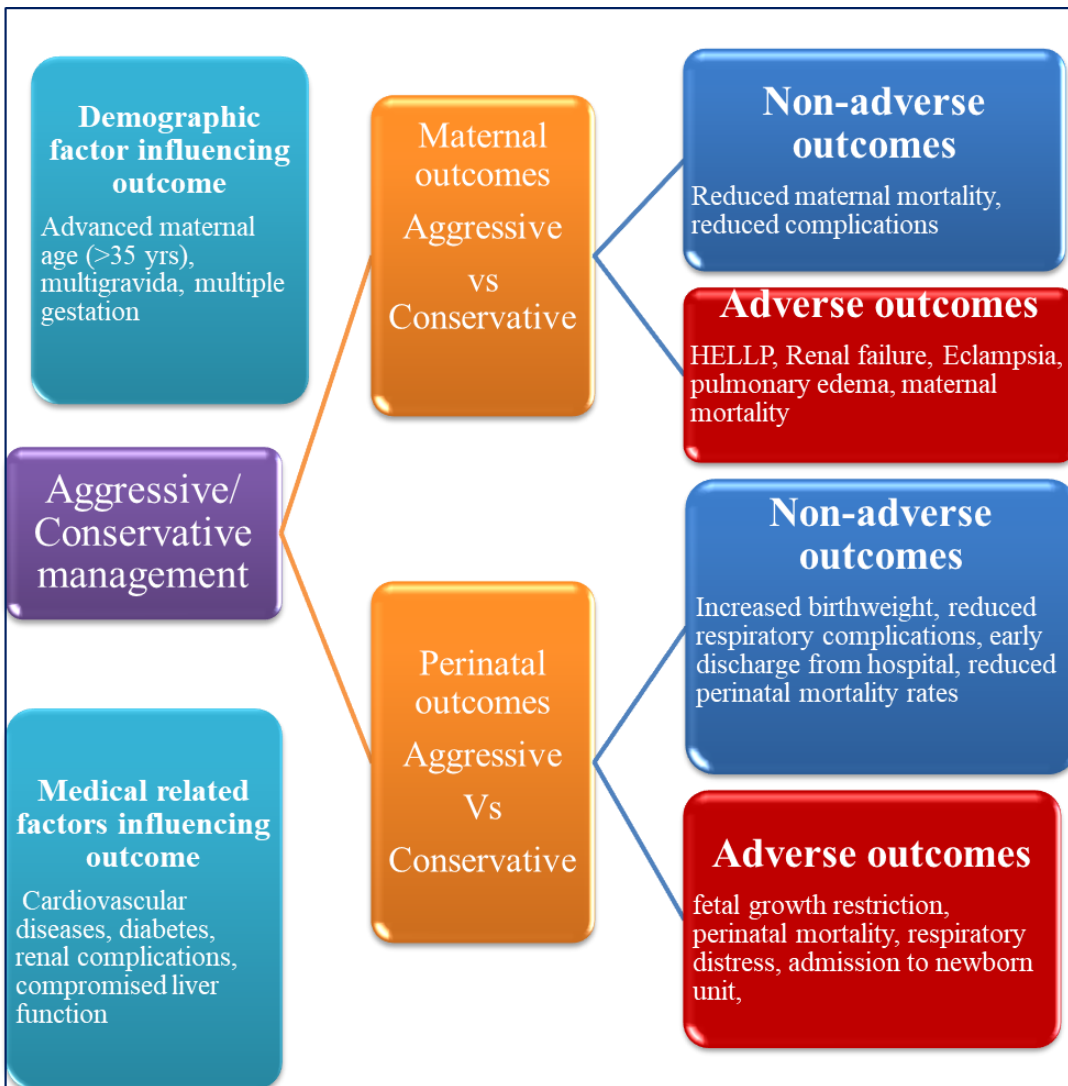 Demographic
factor influencing
outcome
Advanced maternal
age (>35 yrs),
multigravida, multiple
gestation
Aggressive/
Conservative
management
Medical related
factors influencing
outcome
Cardiovascular
diseases, diabetes,
renal complications,
compromised liver
function
Maternal
outcomes
Aggressive
vs
Conservative
Perinatal
outcomes
Aggressive
Vs
Conservative
Non-adverse
outcomes
Reduced maternal mortality,
reduced complications
Adverse outcomes
HELLP, Renal failure, Eclampsia,
pulmonary edema, maternal
mortality
Non-adverse
outcomes
Increased birthweight, reduced
respiratory complications, early
discharge from hospital, reduced
perinatal mortality rates
Adverse outcomes
fetal growth restriction,
perinatal mortality, respiratory
distress, admission to newborn
unit,